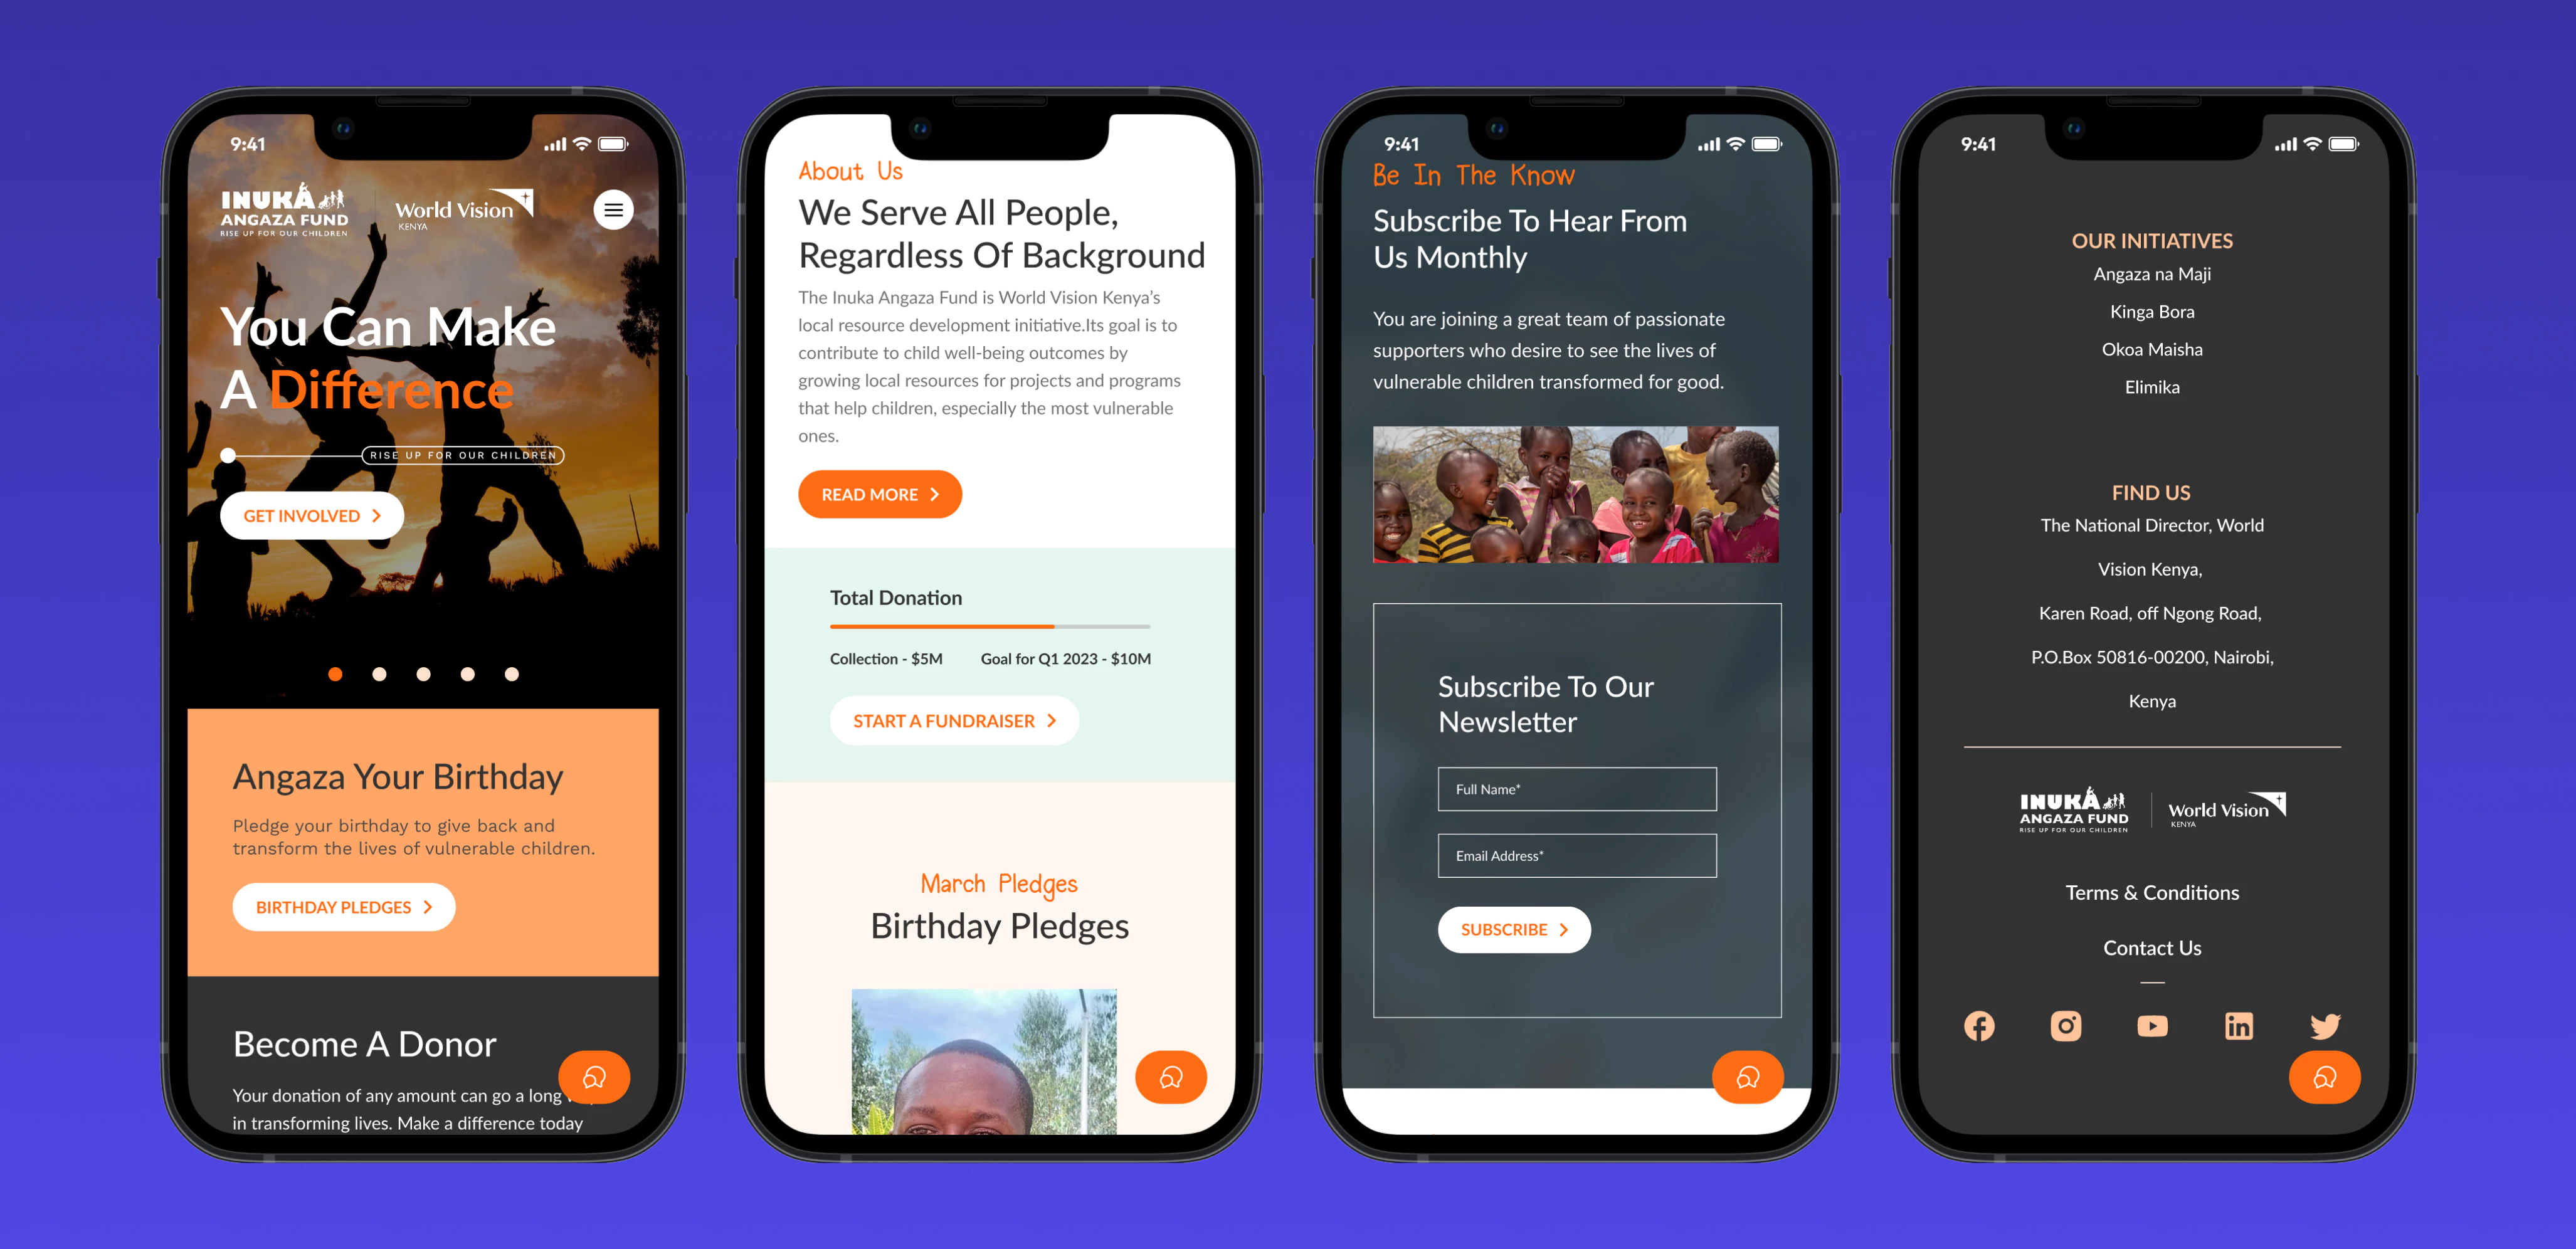 9:41
INUKA
ANGAZA FUND
RISE UP FOR OUR CHILDREN
World Vision
KENYA
You Can Make
A Difference
RISE UP FOR OUR CHILDREN
GET INVOLVED
Angaza Your Birthday
Pledge your birthday to give back and
transform the lives of vulnerable children.
BIRTHDAY PLEDGES
Become A Donor
Your donation of any amount can go a long
in transforming lives. Make a difference today
About Us
We Serve All People,
Regardless Of Background
The Inuka Angaza Fund is World Vision Kenya's
local resource development initiative.Its goal is to
contribute to child well-being outcomes by
growing local resources for projects and programs
that help children, especially the most vulnerable
ones.
READ MORE
Total Donation
Collection - $5M Goal for Q1 2023 - $10M
START A FUNDRAISER
March Pledges
Birthday Pledges
9:41
Be In The Know
Subscribe To Hear From
Us Monthly
You are joining a great team of passionate
supporters who desire to see the lives of
vulnerable children transformed for good.
Subscribe To Our
Newsletter
Full Name*
Email Address*
SUBSCRIBE
9:41
OUR INITIATIVES
Angaza na Maji
Kinga Bora
Okoa Maisha
Elimika
FIND US
The National Director, World
Vision Kenya,
Karen Road, off Ngong Road,
P.O.Box 50816-00200, Nairobi,
Kenya
INUKA
ANGAZA FUND
RISE UP FOR OUR CHILDREN
World Vision
KENYA
Terms & Conditions
Contact Us